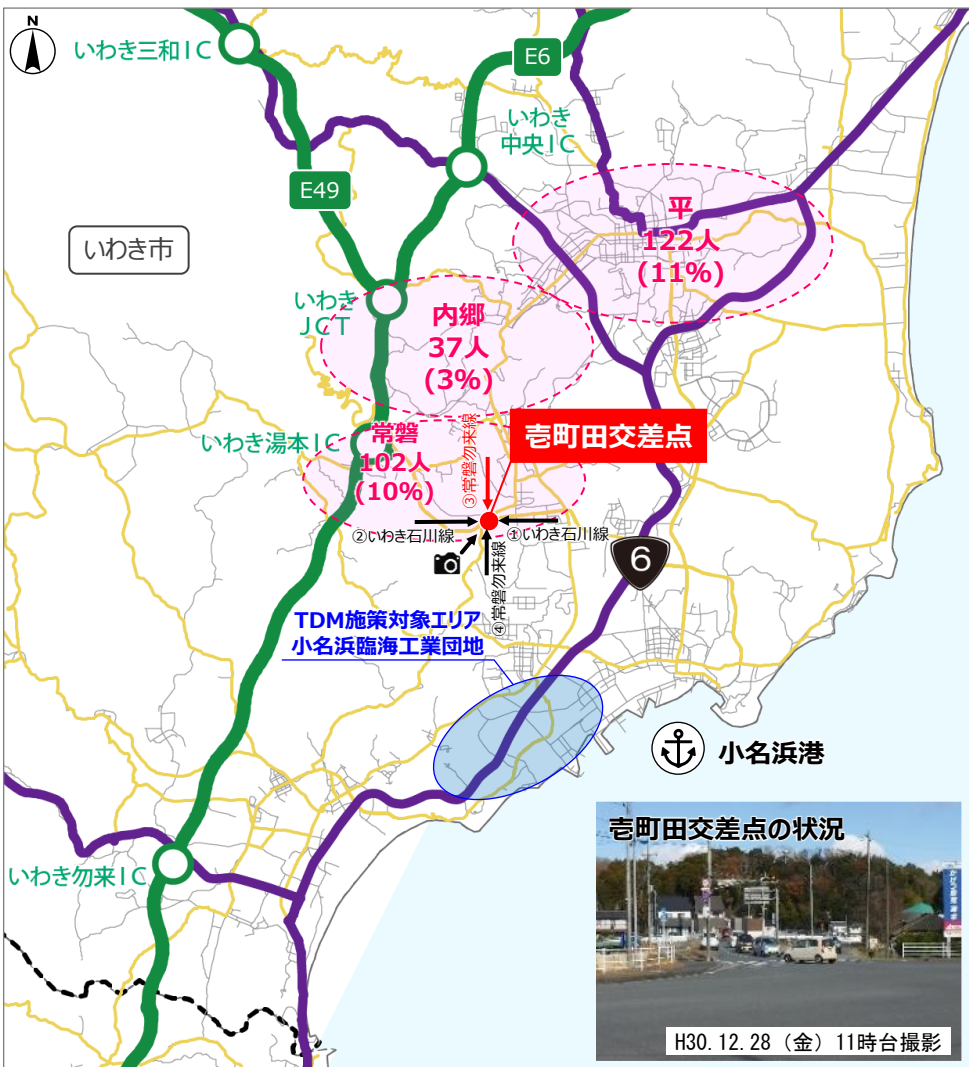 N
いわき三和IC
E6
いわき
中央IC
E49
平
122人
(11%)
いわき市
いわき
JCT
内郷
37人
(3%)
いわき湯本IC
常磐
102人
(10%)
③常磐勿来線
壱町田交差点
②いわき石川線
①いわき石川線
④常磐勿来線
6
TDM施策対象エリア
小名浜臨海工業団地
小名浜港
壱町田交差点の状況
いわき勿来IC
H30.12.28（金）11時台撮影